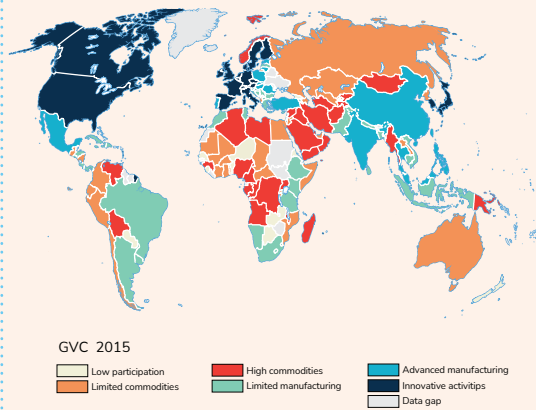 GVC 2015
Low participation
Limited commodities
High commodities
Limited manufacturing
Advanced manufacturing
Innovative activitips
Data gap